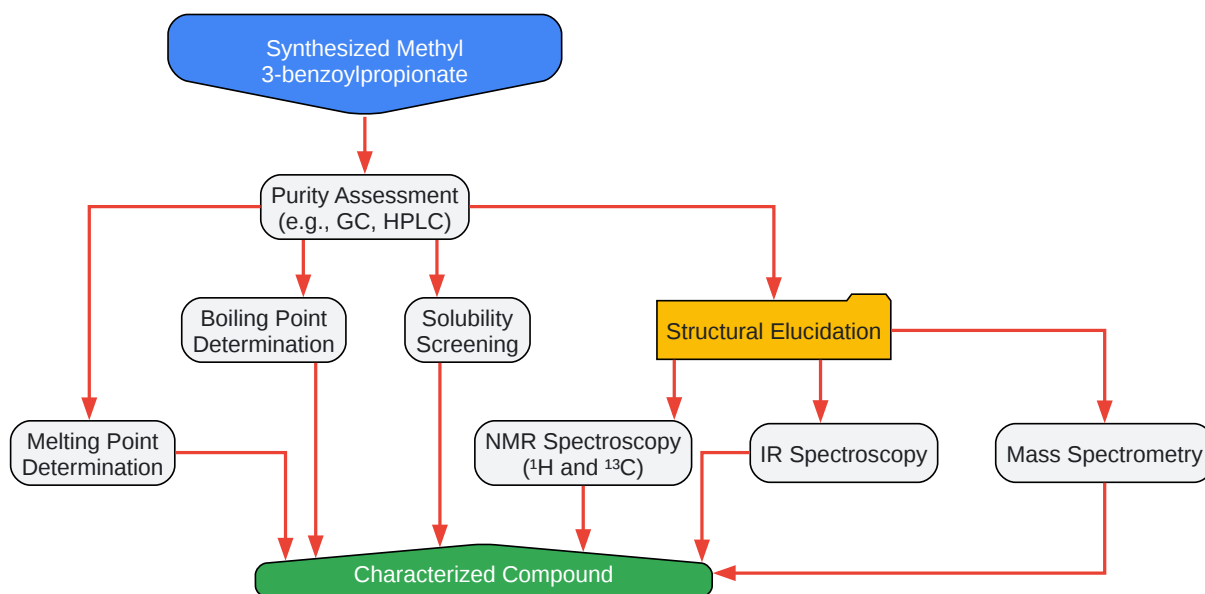 Synthesized Methyl
3-benzoylpropionate
Purity Assessment
(e.g., GC, HPLC)
Boiling Point
Determination
Solubility
Screening
Structural Elucidation
Melting Point
Determination
NMR Spectroscopy
(¹H and ¹³C)
IR Spectroscopy
Mass Spectrometry
Characterized Compound